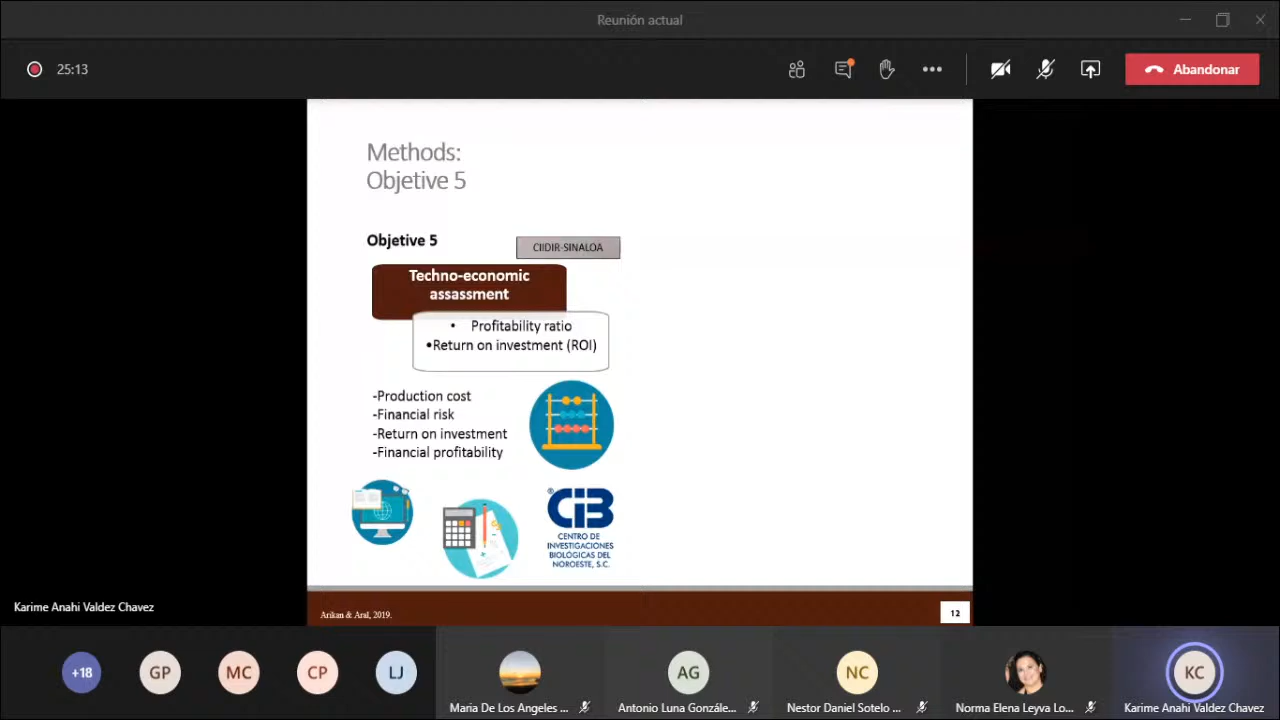 Reunión actual
25:13
Abandonar
Methods:
Objetive 5
Objetive 5
CIIDIR-SINALOA
Techno-economic
assassment
• Profitability ratio
•Return on investment (ROI)
-Production cost
-Financial risk
-Return on investment
-Financial profitability
® CIB
CENTRO DE
INVESTIGACIONES
BIOLÓGICAS DEL
NOROESTE, S.C.
Karime Anahi Valdez Chavez
Arikan & Aral, 2019.
12
+18
GP
MC
CP
LJ
AG
NC
KC
Maria De Los Angeles ...
Antonio Luna Gonzále...
Nestor Daniel Sotelo ...
Norma Elena Leyva Lo...
Karime Anahi Valdez Chavez